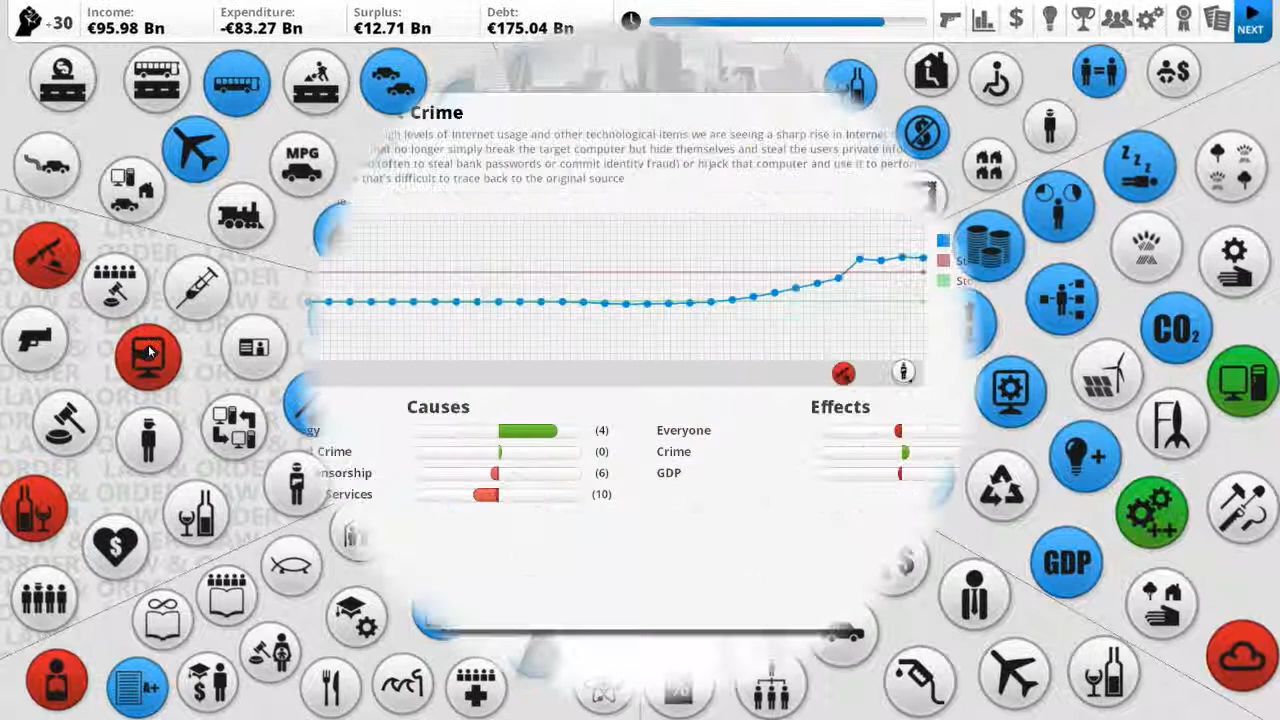 Income: Expenditure: Surplus: Debt:
+30 €95.98 Bn -€83.27 Bn €12.71 Bn €175.04 Bn
NEXT
Crime
levels of Internet usage and other technological items we are seeing a sharp rise in Internet
no longer simply break the target computer but hide themselves and steal the users private
(often to steal bank passwords or commit identity fraud) or hijack that computer and use it to
that's difficult to trace back to the original source
MPG
LAW & ORDER
CO2
GDP
A+
Causes Effects
(4) Everyone
Crime (0) Crime
(6) GDP
Services (10)